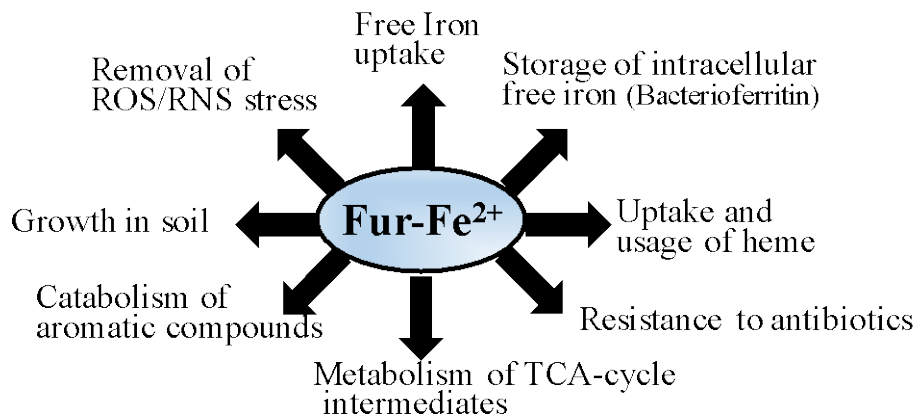 Free Iron
uptake
Removal of
ROS/RNS stress
Storage of intracellular
free iron (Bacterioferritin)
Growth in soil
Fur-Fe²⁺
Uptake and
usage of heme
Catabolism of
aromatic compounds
Resistance to antibiotics
Metabolism of TCA-cycle
intermediates